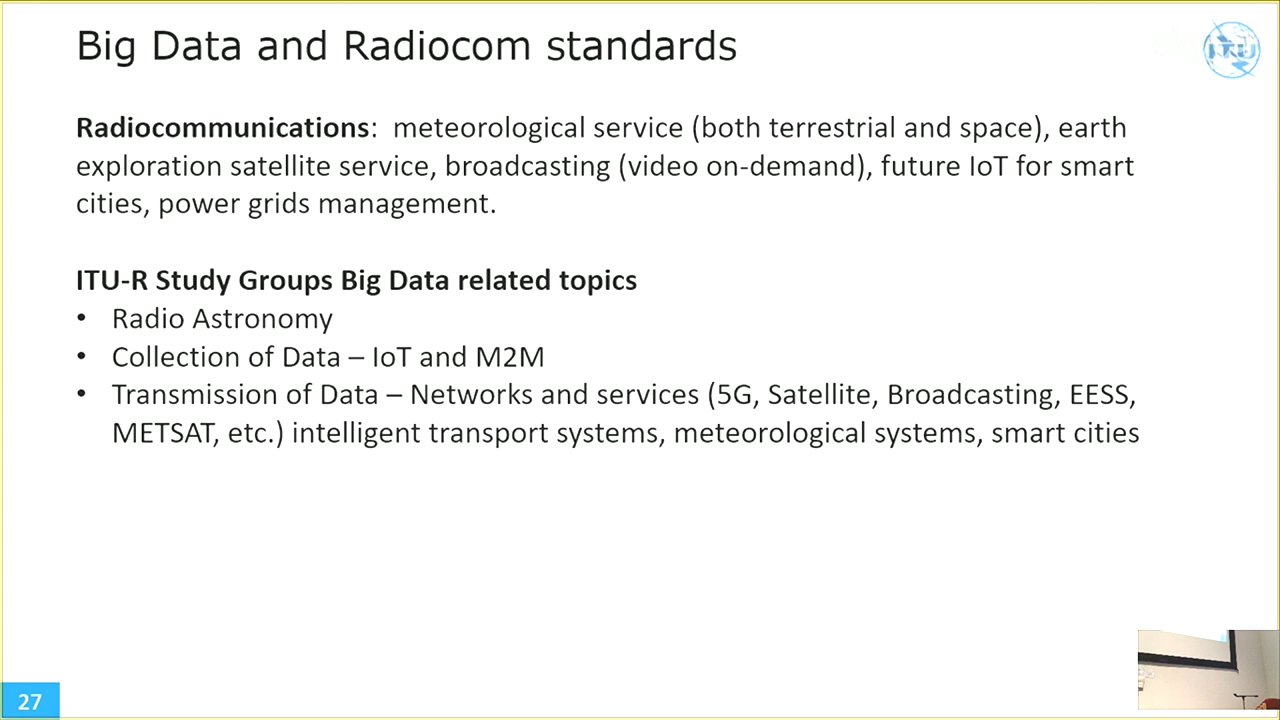 Big Data and Radiocom standards
ITU
Radiocommunications: meteorological service (both terrestrial and space), earth
exploration satellite service, broadcasting (video on-demand), future IoT for smart
cities, power grids management.
ITU-R Study Groups Big Data related topics
• Radio Astronomy
• Collection of Data – IoT and M2M
• Transmission of Data – Networks and services (5G, Satellite, Broadcasting, EESS,
METSAT, etc.) intelligent transport systems, meteorological systems, smart cities
27